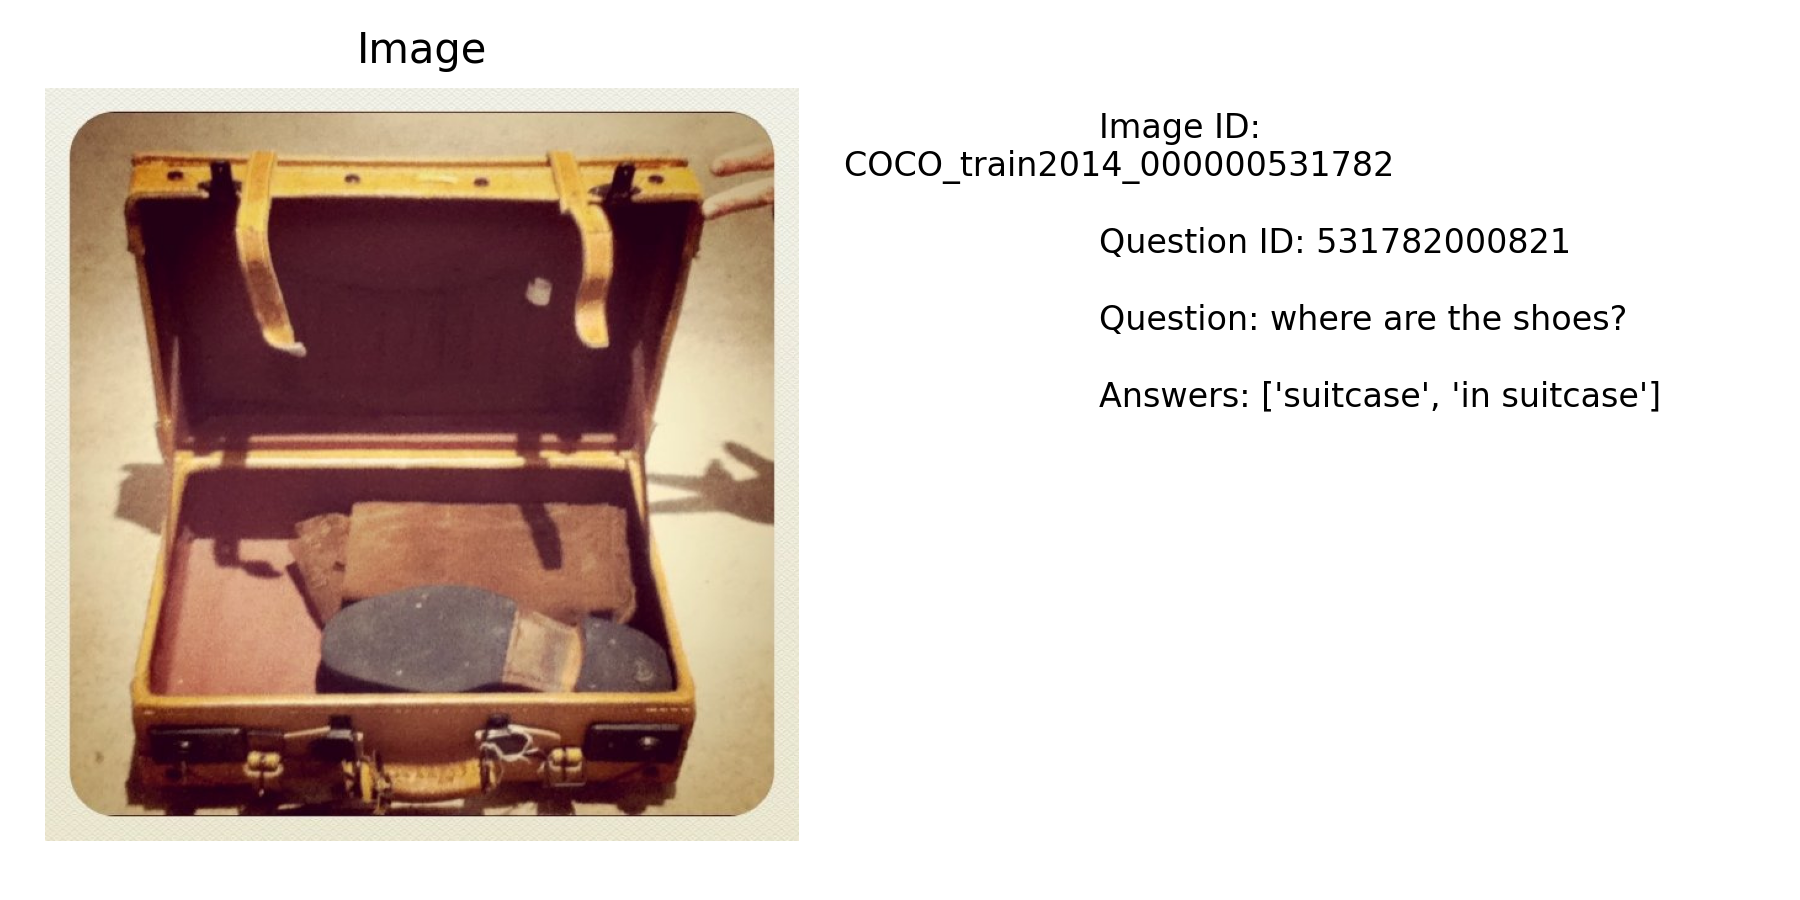 Image
Image ID:
COCO_train2014_000000531782
Question ID: 531782000821
Question: where are the shoes?
Answers: ['suitcase', 'in suitcase']